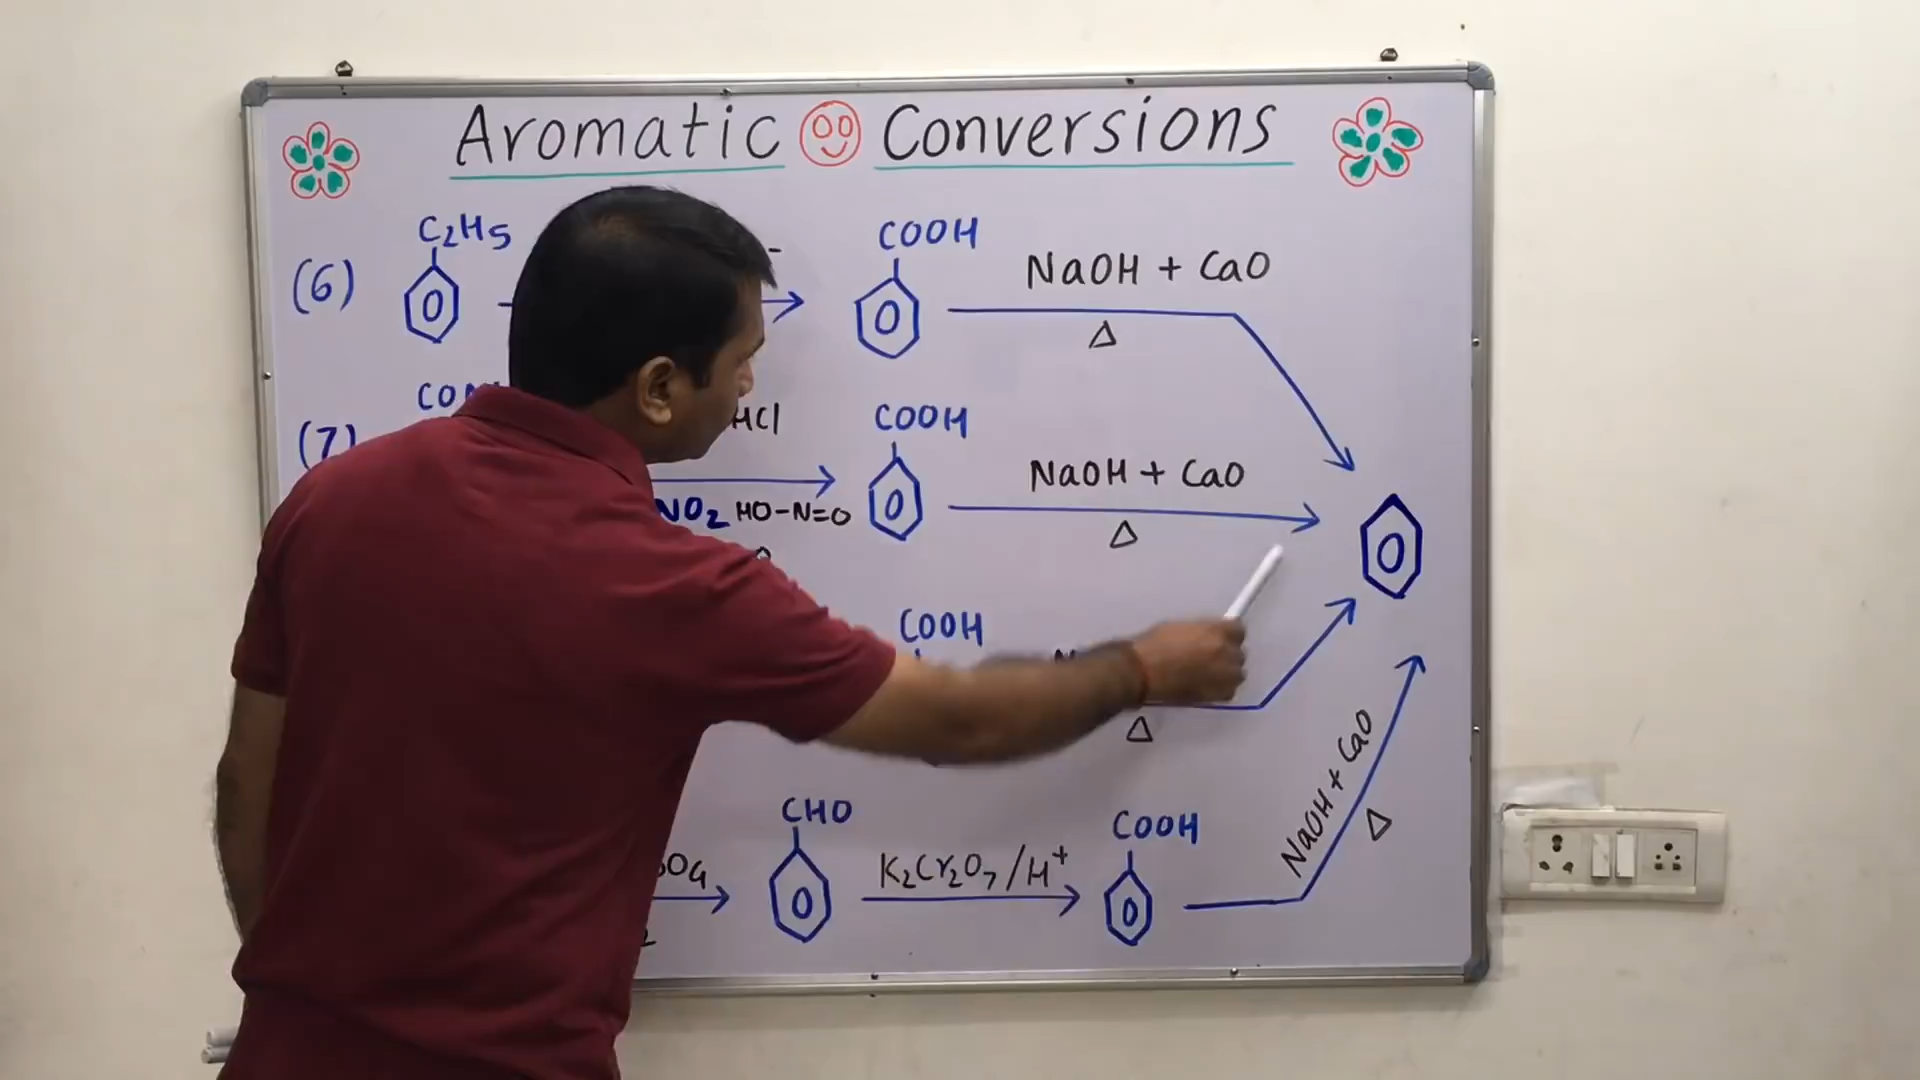 Aromatic Conversions
(6) C2H5 COOH NaOH + CaO
Δ
(7) COOH NaOH + CaO
HCl
NO2 HO-N=O Δ
COOH
Δ
CHO K2Cr2O7/H+ COOH NaOH + CaO
Δ